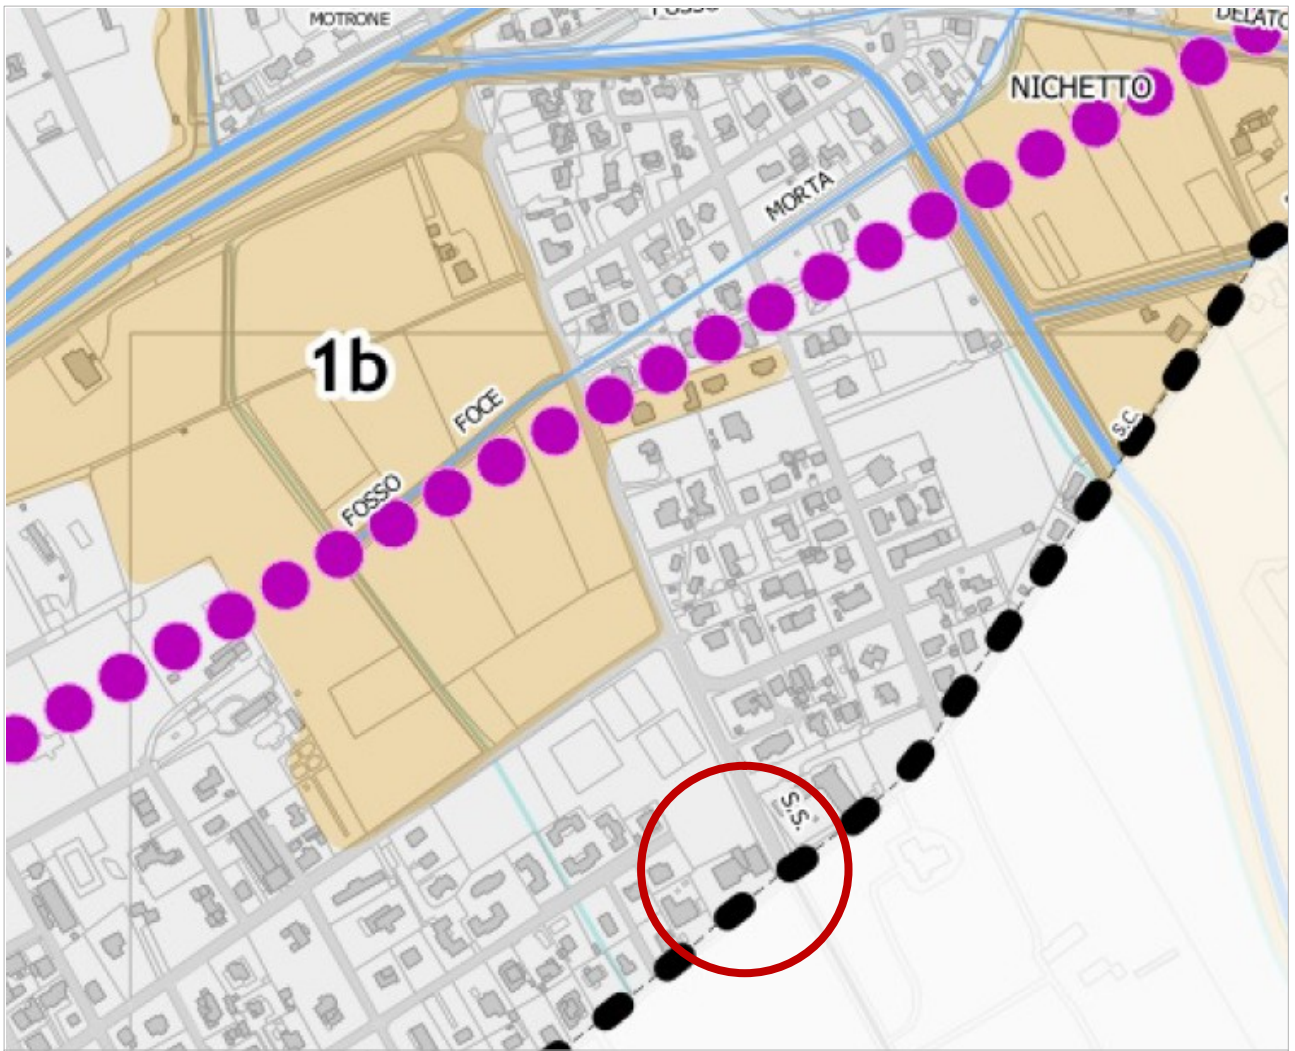 MOTRONE
FOSSO
DELATO
NICHETTO
MORTA
1b
FOCE
S.C.
FOSSO
S.S.